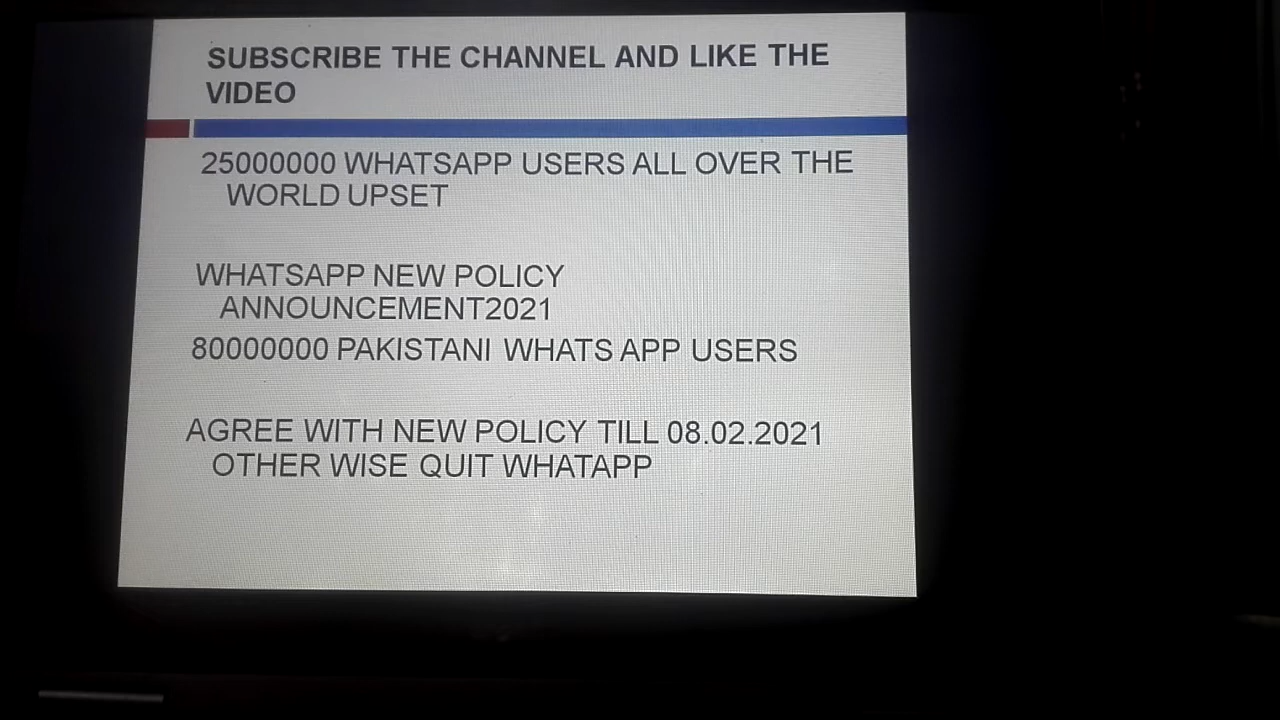 SUBSCRIBE THE CHANNEL AND LIKE THE
VIDEO
25000000 WHATSAPP USERS ALL OVER THE
WORLD UPSET
WHATSAPP NEW POLICY
ANNOUNCEMENT2021
80000000 PAKISTANI WHATS APP USERS
AGREE WITH NEW POLICY TILL 08.02.2021
OTHER WISE QUIT WHATAPP